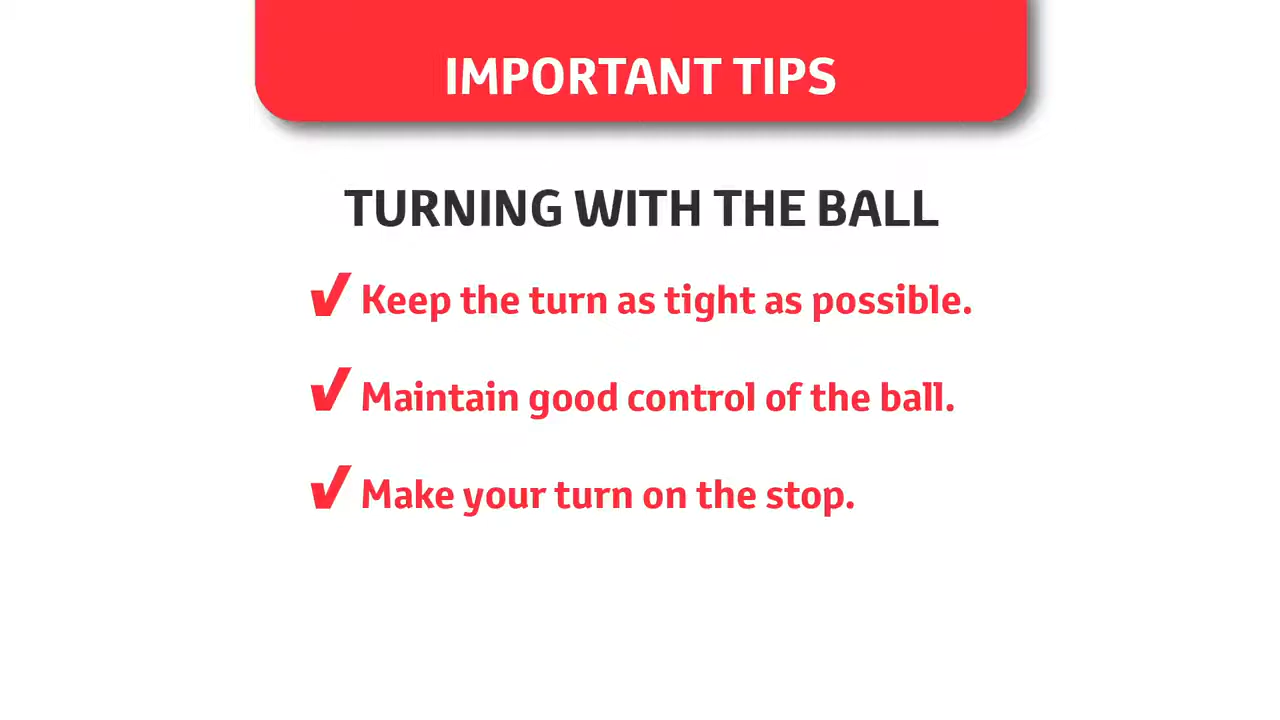 IMPORTANT TIPS
TURNING WITH THE BALL
✔ Keep the turn as tight as possible.
✔ Maintain good control of the ball.
✔ Make your turn on the stop.